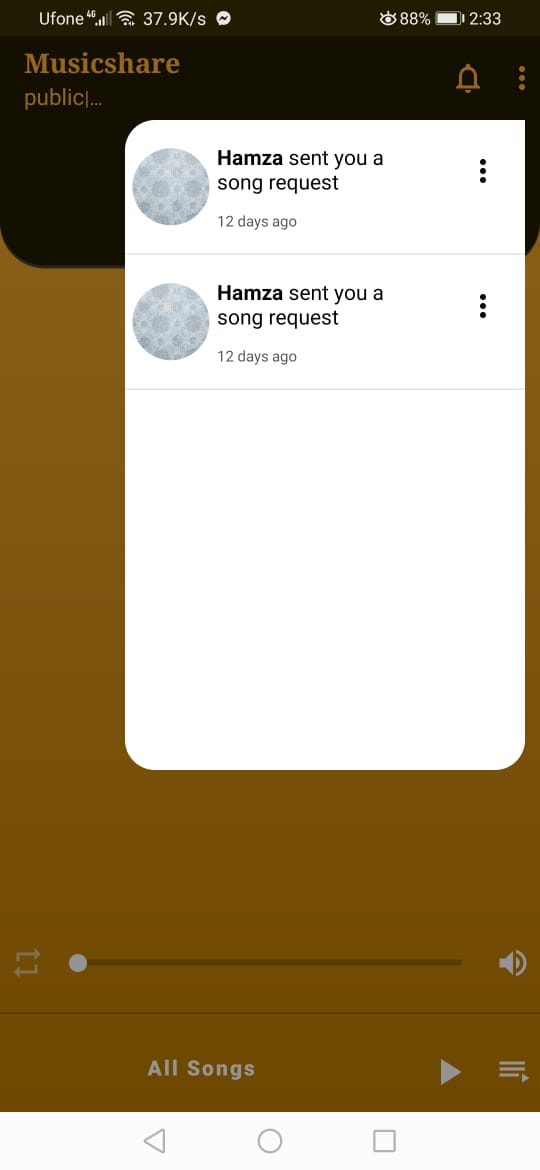 Ufone 4G 37.9K/s 88% 2:33
Musicshare
public|...
Hamza sent you a
song request
12 days ago
Hamza sent you a
song request
12 days ago
All Songs